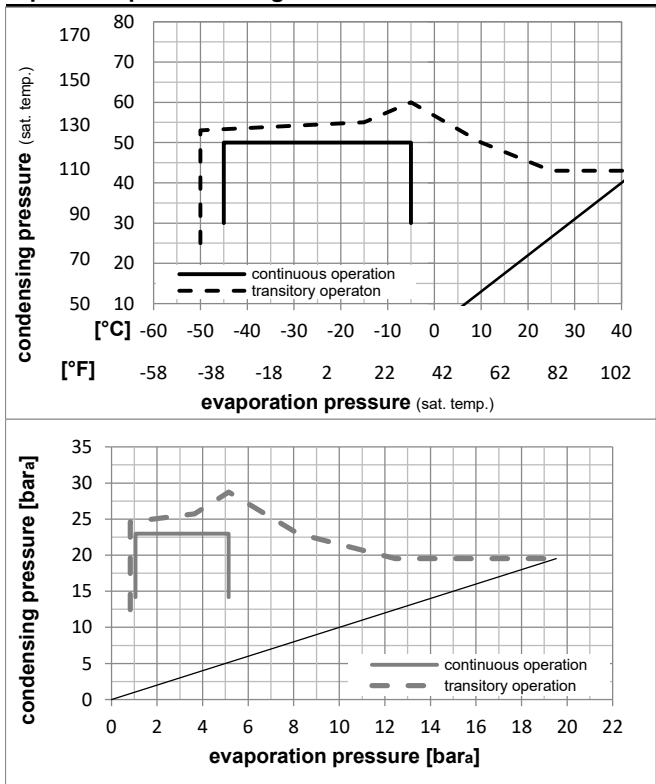 170 80
150 70
60
130 50
110 40
90 30
70 20
50 10
condensing pressure (sat. temp.)
continuous operation
transitory operaton
[°C] -60 -50 -40 -30 -20 -10 0 10 20 30 40
[°F] -58 -38 -18 2 22 42 62 82 102
evaporation pressure (sat. temp.)
35
30
25
20
15
10
5
0
condensing pressure [bara]
continuous operation
transitory operation
0 2 4 6 8 10 12 14 16 18 20 22
evaporation pressure [bara]